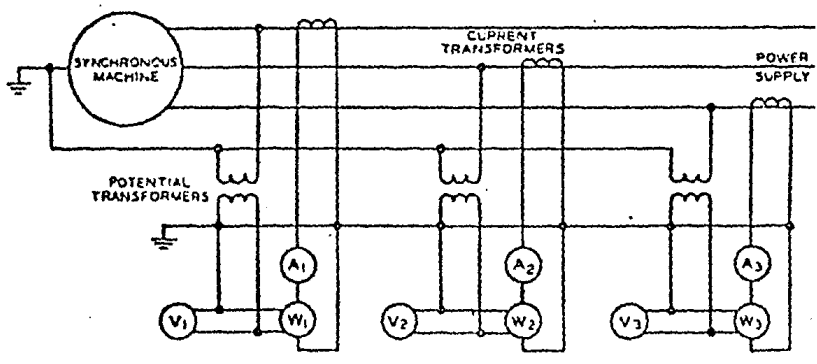 SYNCHRONOUS
MACHINE
CURRENT
TRANSFORMERS
POWER
SUPPLY
POTENTIAL
TRANSFORMERS
A1
A2
A3
V1
W1
V2
W2
V3
W3